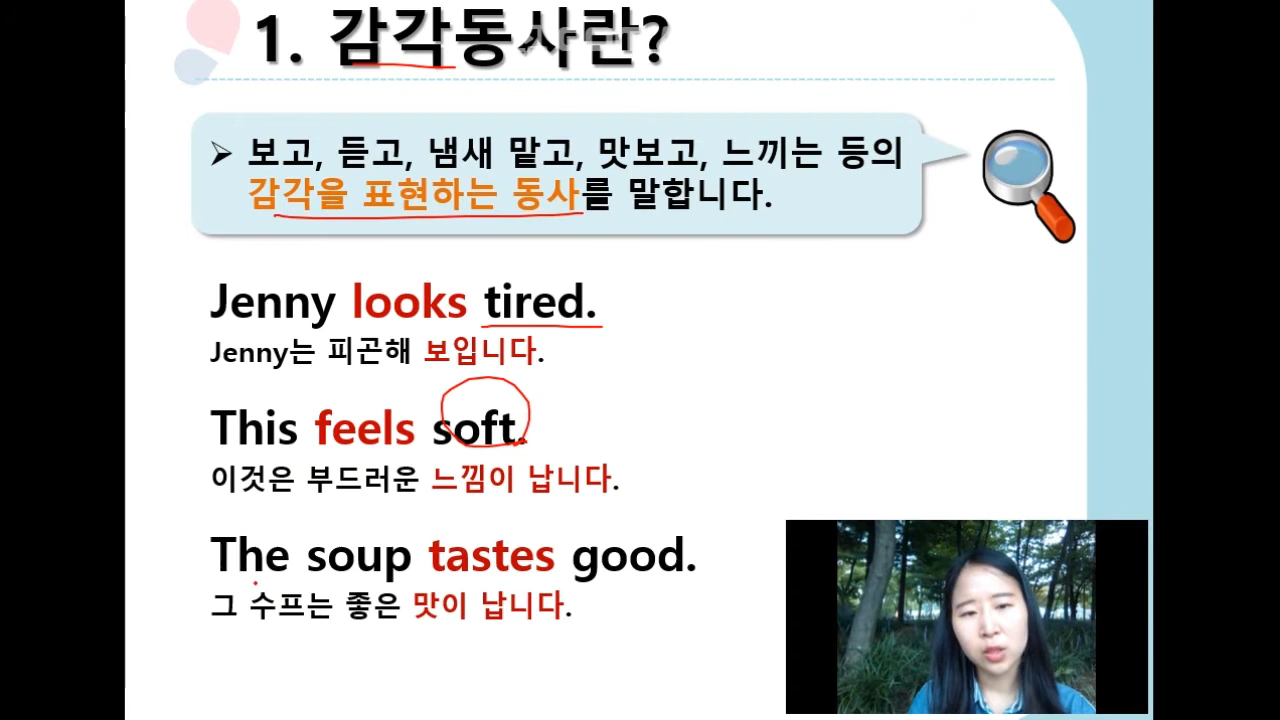 1. 감각동사란?
➢ 보고, 듣고, 냄새 맡고, 맛보고, 느끼는 등의
감각을 표현하는 동사를 말합니다.
Jenny looks tired.
Jenny는 피곤해 보입니다.
This feels soft.
이것은 부드러운 느낌이 납니다.
The soup tastes good.
그 수프는 좋은 맛이 납니다.